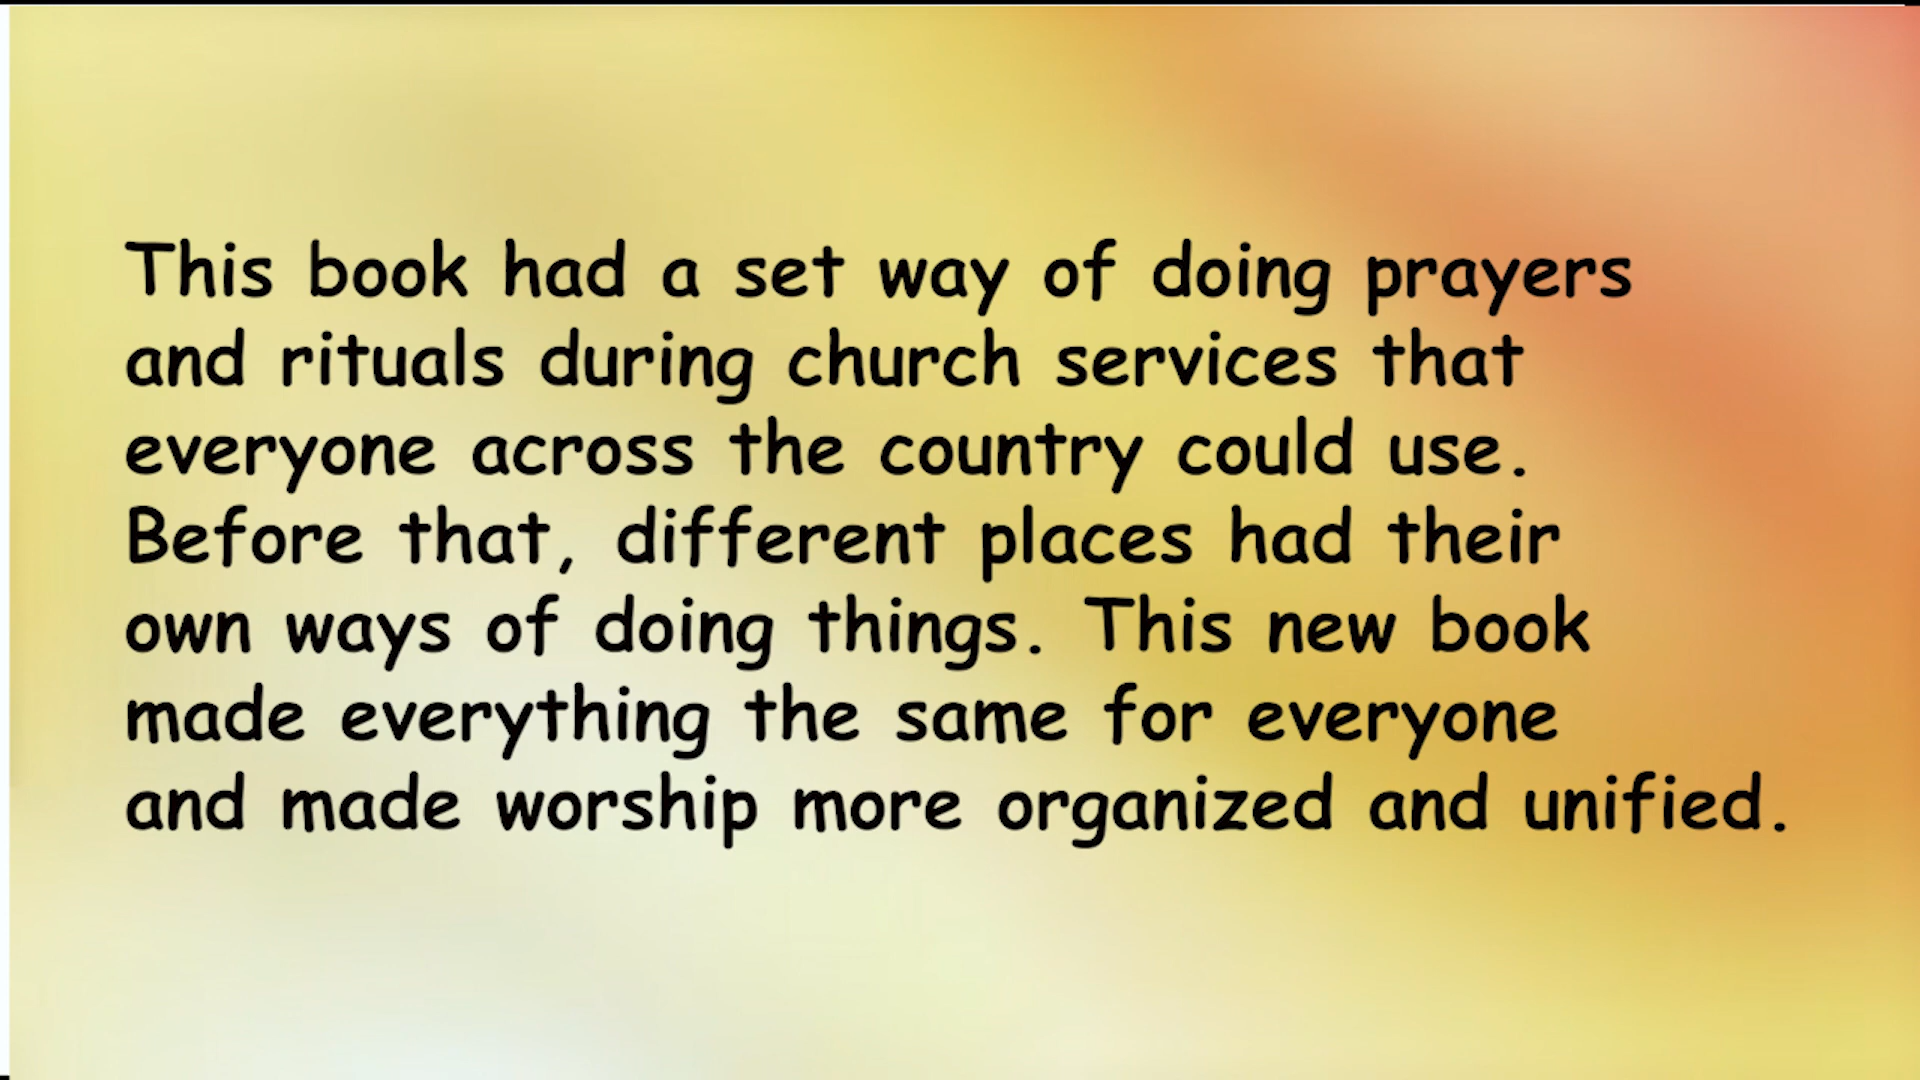 This book had a set way of doing prayers
and rituals during church services that
everyone across the country could use.
Before that, different places had their
own ways of doing things. This new book
made everything the same for everyone
and made worship more organized and unified.